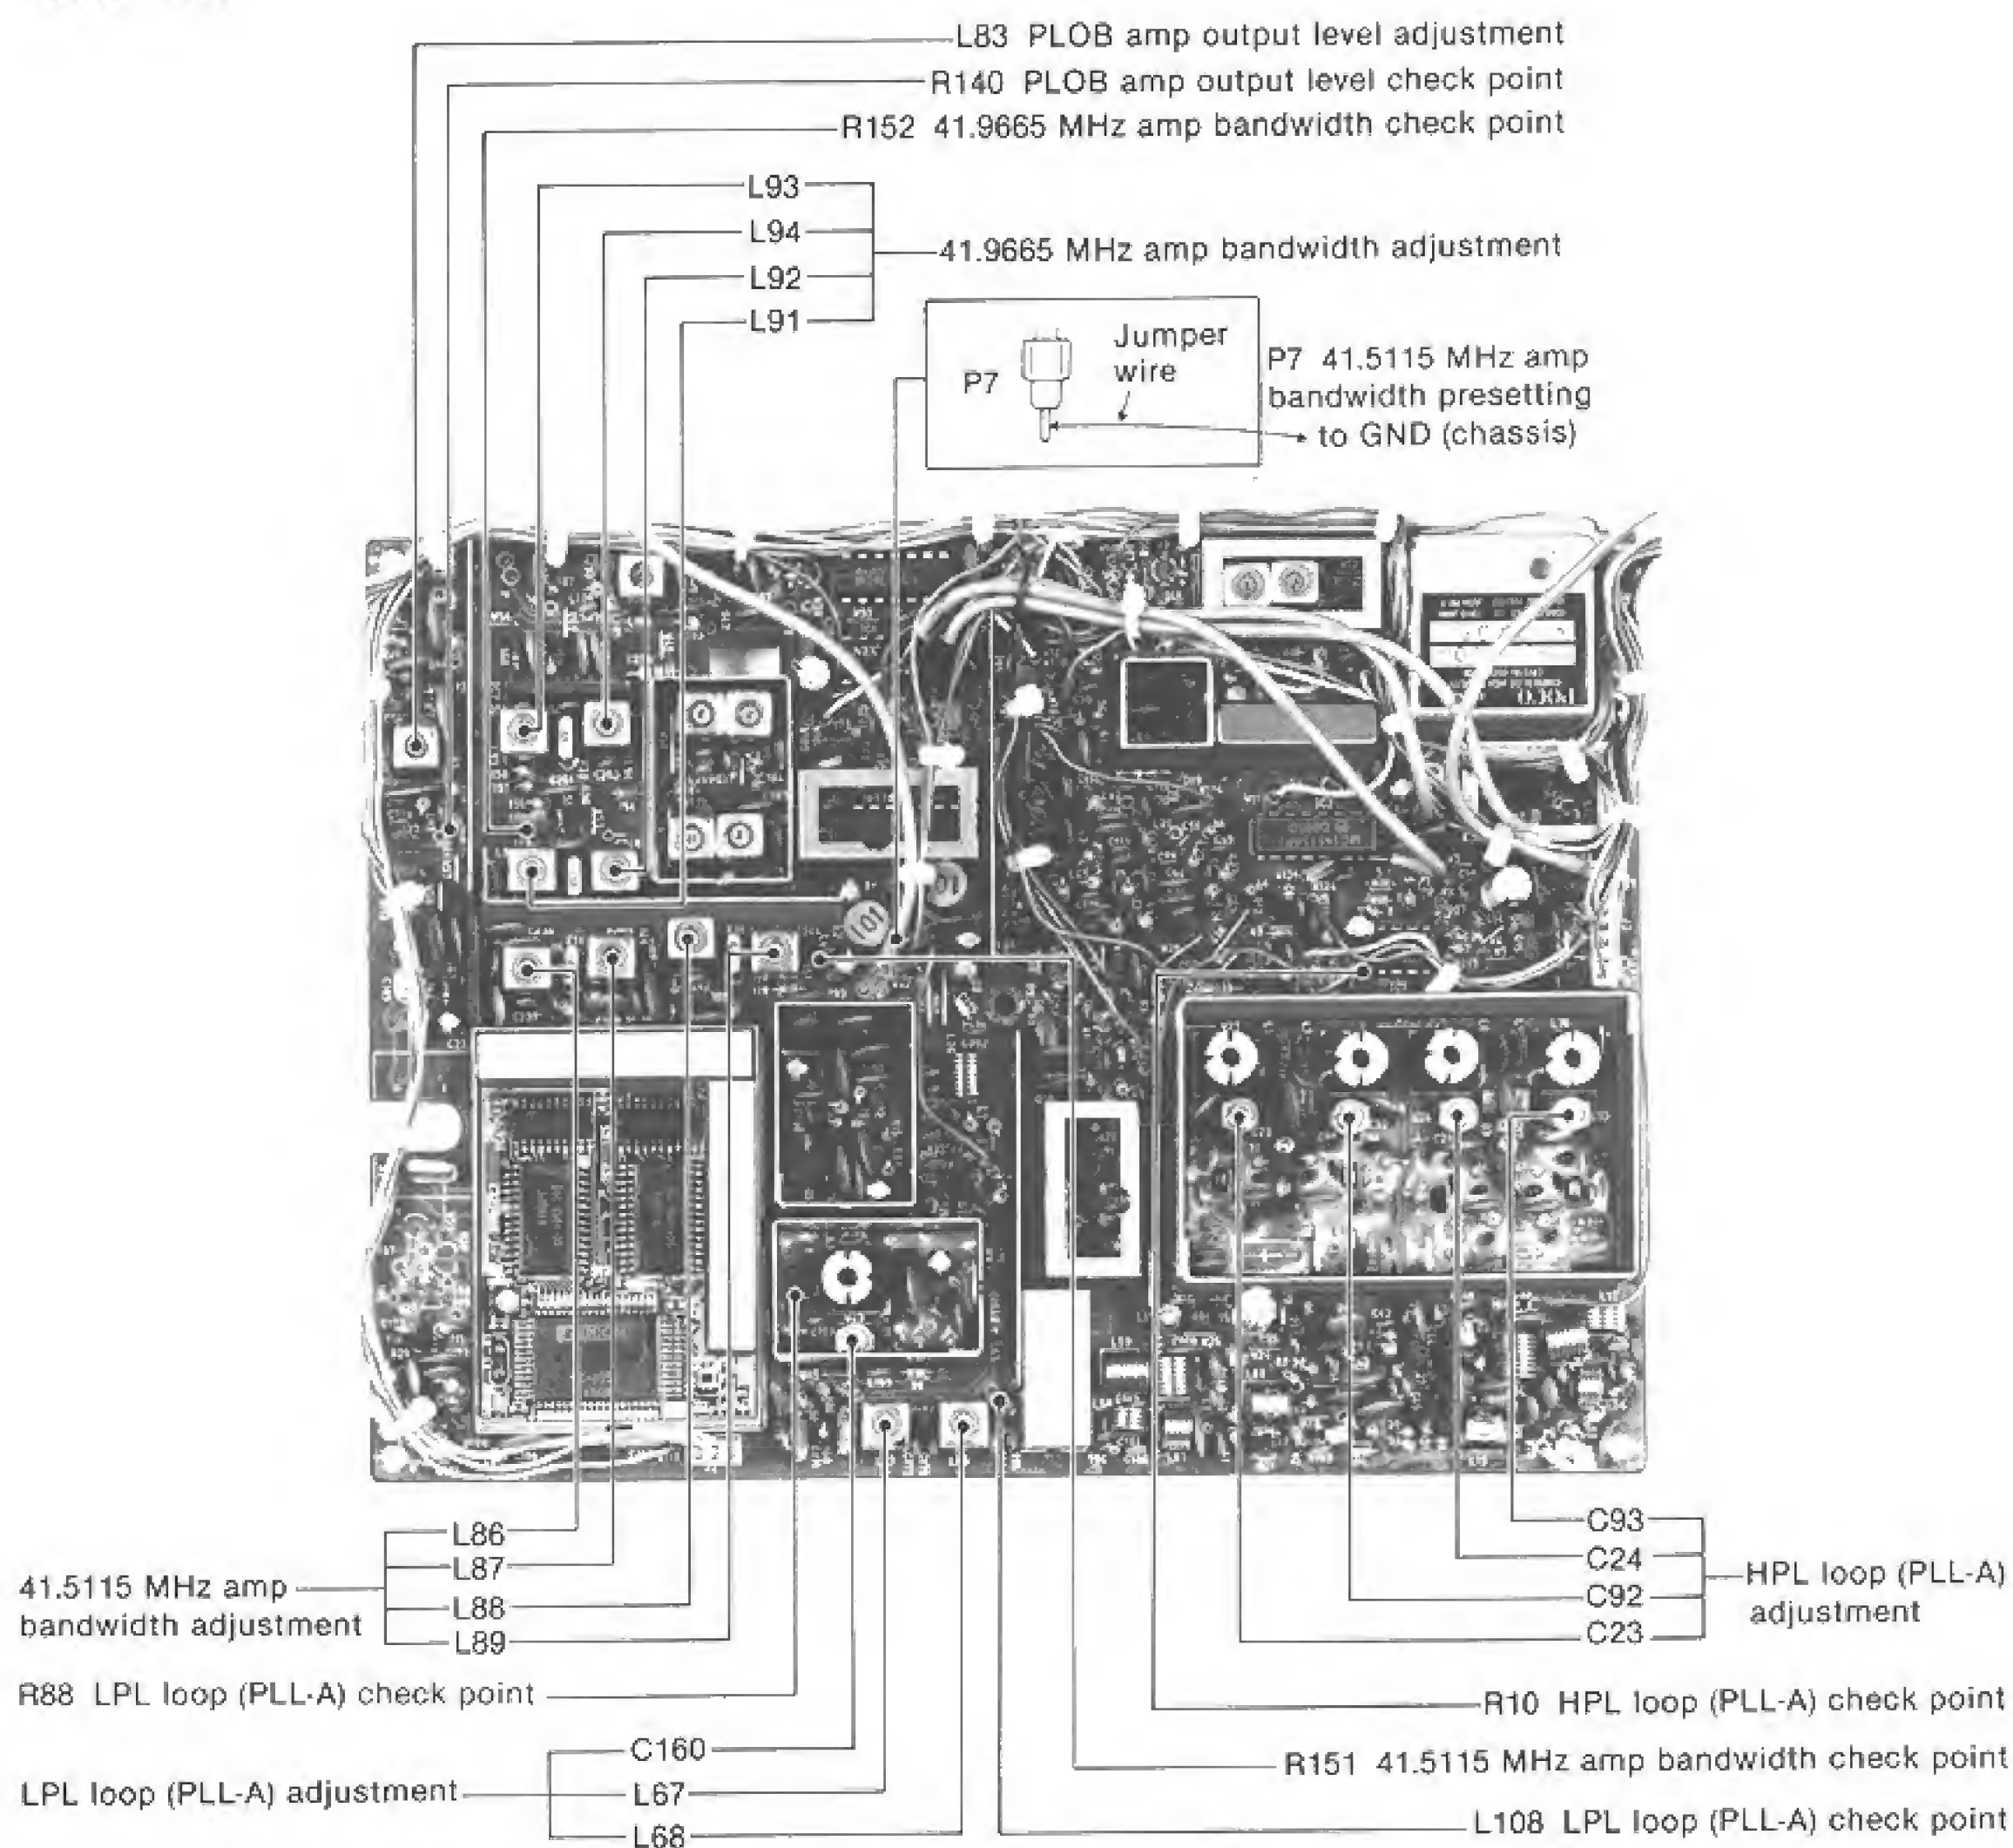 L83 PLOB amp output level adjustment
R140 PLOB amp output level check point
R152 41.9665 MHz amp bandwidth check point
L93
L94
L92
L91
41.9665 MHz amp bandwidth adjustment
P7
Jumper
wire
P7 41.5115 MHz amp
bandwidth presetting
to GND (chassis)
101
L86
L87
L88
L89
41.5115 MHz amp
bandwidth adjustment
R88 LPL loop (PLL-A) check point
C160
L67
L68
LPL loop (PLL-A) adjustment
C93
C24
C92
C23
HPL loop (PLL-A)
adjustment
R10 HPL loop (PLL-A) check point
R151 41.5115 MHz amp bandwidth check point
L108 LPL loop (PLL-A) check point